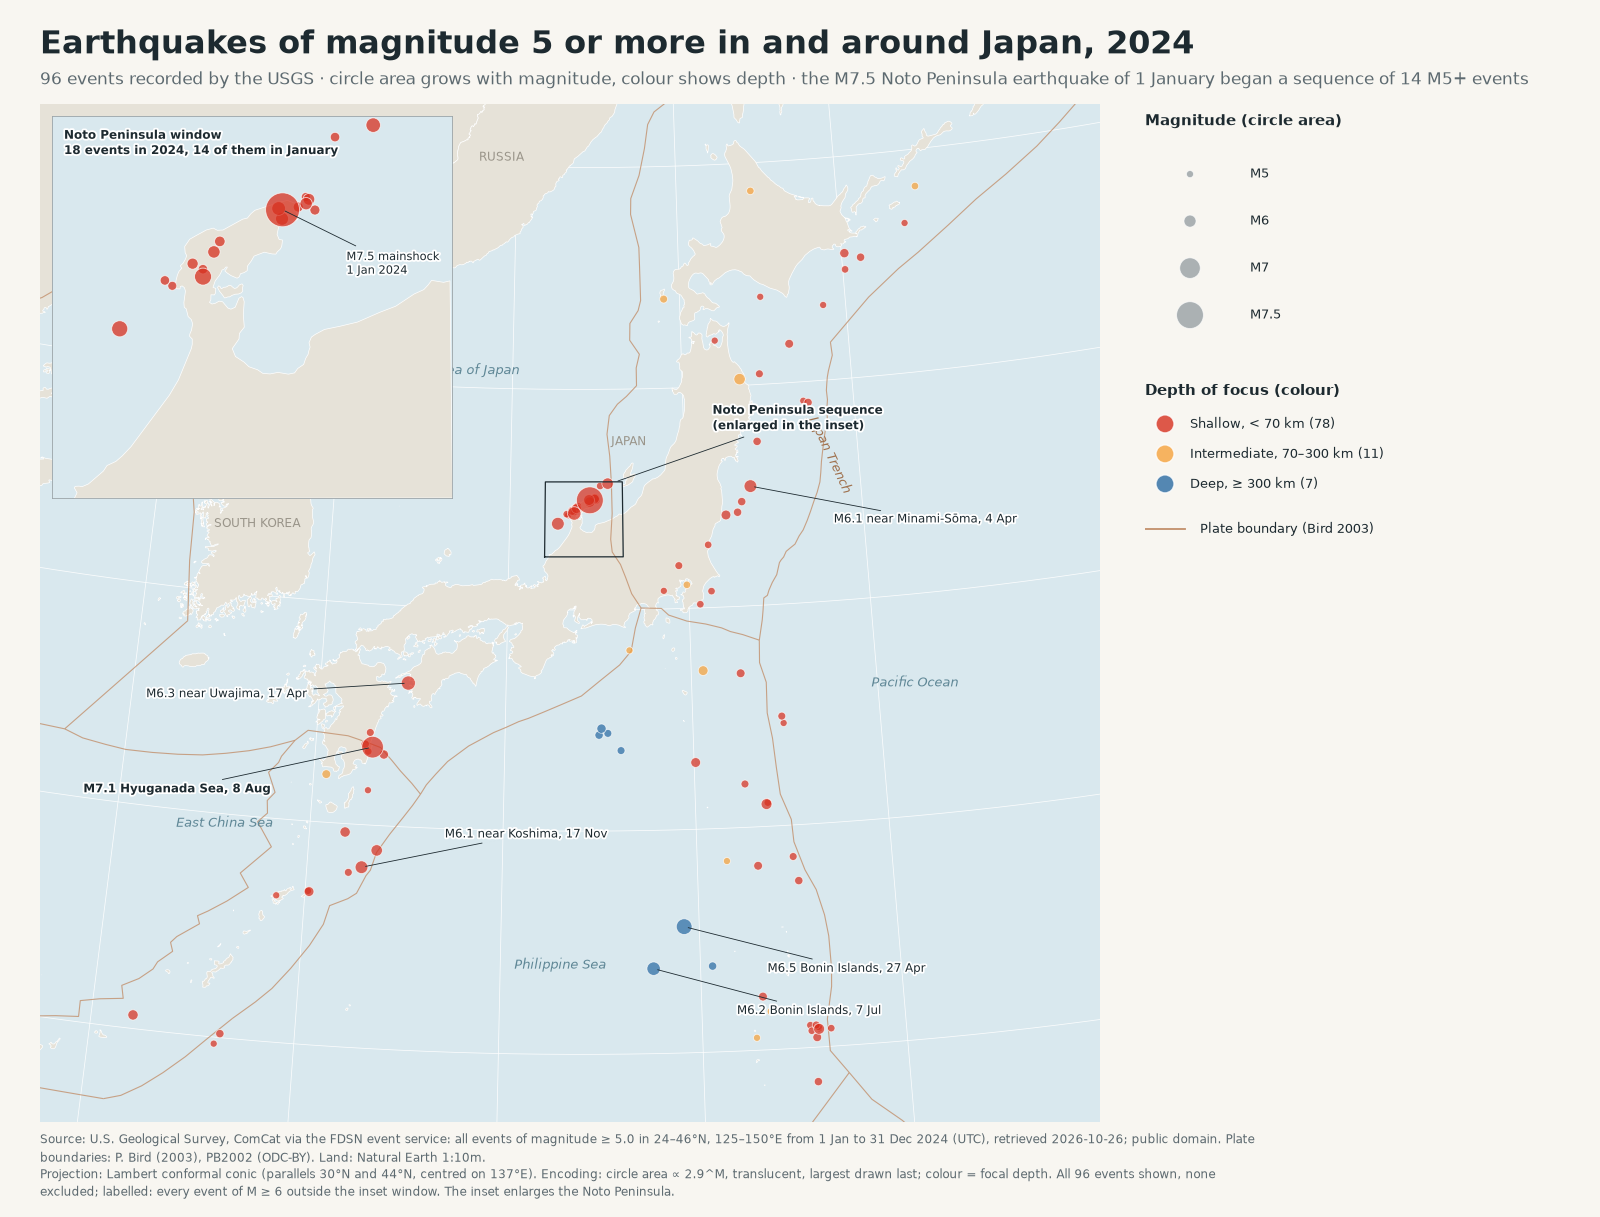 Earthquakes of magnitude 5 or more in and around Japan, 2024
96 events recorded by the USGS · circle area grows with magnitude, colour shows depth · the M7.5 Noto Peninsula earthquake of 1 January began a sequence of 14 M5+ events
Noto Peninsula window
18 events in 2024, 14 of them in January
M7.5 mainshock
1 Jan 2024
RUSSIA
ea of Japan
Noto Peninsula sequence
(enlarged in the inset)
JAPAN
pan Trench
SOUTH KOREA
M6.1 near Minami-Sōma, 4 Apr
M6.3 near Uwajima, 17 Apr
Pacific Ocean
M7.1 Hyuganada Sea, 8 Aug
East China Sea
M6.1 near Koshima, 17 Nov
Philippine Sea
M6.5 Bonin Islands, 27 Apr
M6.2 Bonin Islands, 7 Jul
Magnitude (circle area)
M5
M6
M7
M7.5
Depth of focus (colour)
Shallow, < 70 km (78)
Intermediate, 70–300 km (11)
Deep, ≥ 300 km (7)
Plate boundary (Bird 2003)
Source: U.S. Geological Survey, ComCat via the FDSN event service: all events of magnitude ≥ 5.0 in 24–46°N, 125–150°E from 1 Jan to 31 Dec 2024 (UTC), retrieved 2026-10-26; public domain. Plate
boundaries: P. Bird (2003), PB2002 (ODC-BY). Land: Natural Earth 1:10m.
Projection: Lambert conformal conic (parallels 30°N and 44°N, centred on 137°E). Encoding: circle area ∝ 2.9^M, translucent, largest drawn last; colour = focal depth. All 96 events shown, none
excluded; labelled: every event of M ≥ 6 outside the inset window. The inset enlarges the Noto Peninsula.